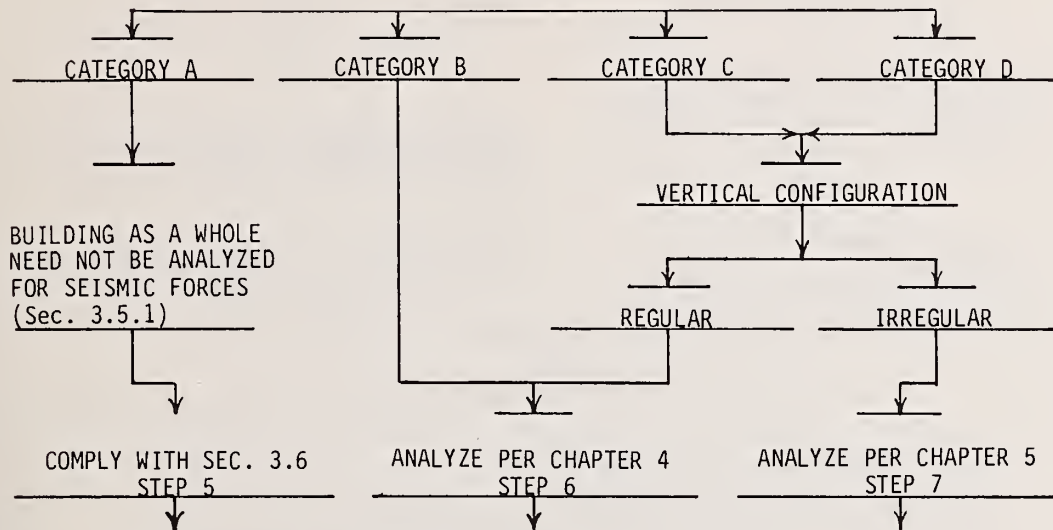 CATEGORY A
CATEGORY B
CATEGORY C
CATEGORY D
VERTICAL CONFIGURATION
BUILDING AS A WHOLE
NEED NOT BE ANALYZED
FOR SEISMIC FORCES
(Sec. 3.5.1)
REGULAR
IRREGULAR
COMPLY WITH SEC. 3.6
STEP 5
ANALYZE PER CHAPTER 4
STEP 6
ANALYZE PER CHAPTER 5
STEP 7